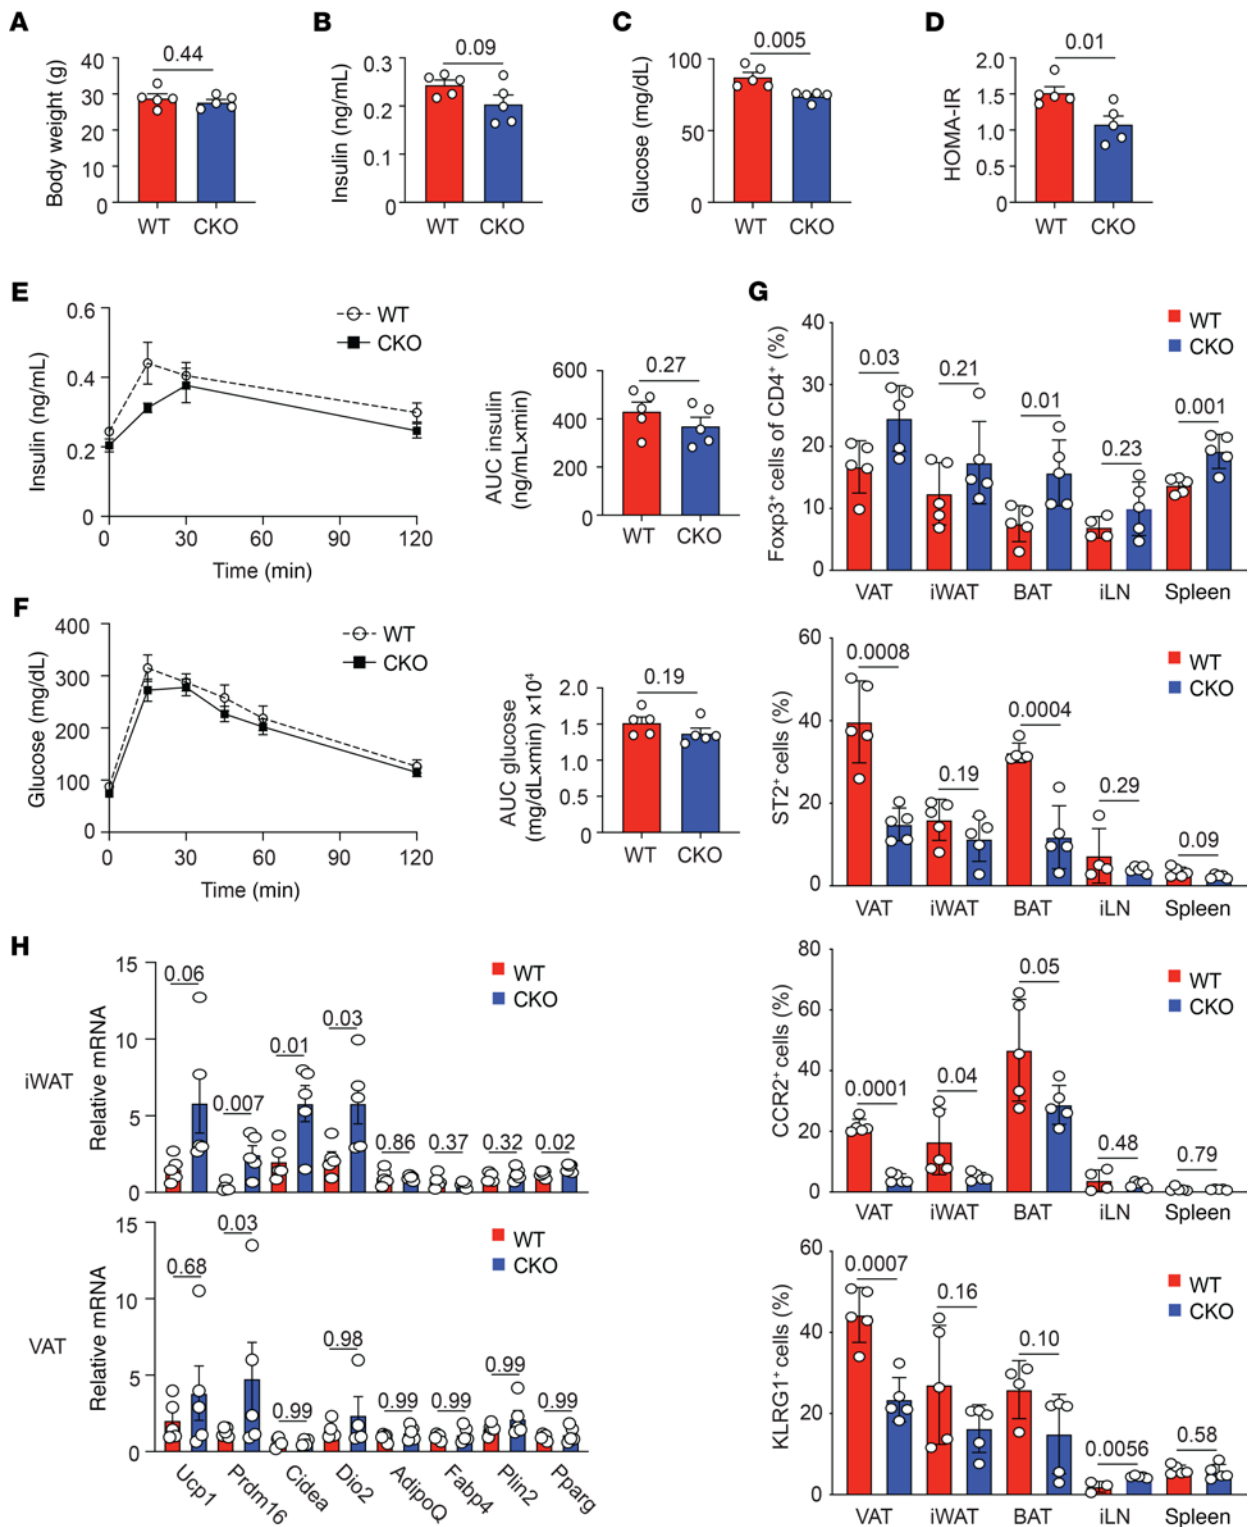 A
Body weight (g)
40
30
20
10
0
0.44
WT
CKO
B
Insulin (ng/mL)
0.3
0.2
0.1
0
0.09
WT
CKO
C
Glucose (mg/dL)
100
50
0
0.005
WT
CKO
D
HOMA-IR
2.0
1.5
1.0
0.5
0
0.01
WT
CKO
E
Insulin (ng/mL)
0.6
0.4
0.2
0
0
30
60
90
120
Time (min)
WT
CKO
AUC insulin
(ng/mL×min)
600
400
200
0
0.27
WT
CKO
F
Glucose (mg/dL)
400
300
200
100
0
0
30
60
90
120
Time (min)
WT
CKO
AUC glucose
(mg/dL×min) ×10⁴
2.0
1.5
1.0
0.5
0
0.19
WT
CKO
G
Foxp3⁺ cells of CD4⁺ (%)
40
30
20
10
0
0.03
0.21
0.01
0.23
0.001
WT
CKO
VAT
iWAT
BAT
iLN
Spleen
ST2⁺ cells (%)
60
40
20
0
0.0008
0.19
0.0004
0.29
0.09
WT
CKO
VAT
iWAT
BAT
iLN
Spleen
CCR2⁺ cells (%)
80
60
40
20
0
0.0001
0.04
0.05
0.48
0.79
WT
CKO
VAT
iWAT
BAT
iLN
Spleen
KLRG1⁺ cells (%)
60
40
20
0
0.0007
0.16
0.10
0.0056
0.58
WT
CKO
VAT
iWAT
BAT
iLN
Spleen
H
iWAT
Relative mRNA
15
10
5
0
0.06
0.007
0.01
0.03
0.86
0.37
0.32
0.02
WT
CKO
VAT
Relative mRNA
15
10
5
0
0.68
0.03
0.99
0.98
0.99
0.99
0.99
0.99
WT
CKO
Ucp1
Prdm16
Cidea
Dio2
AdipoQ
Fabp4
Plin2
Pparg